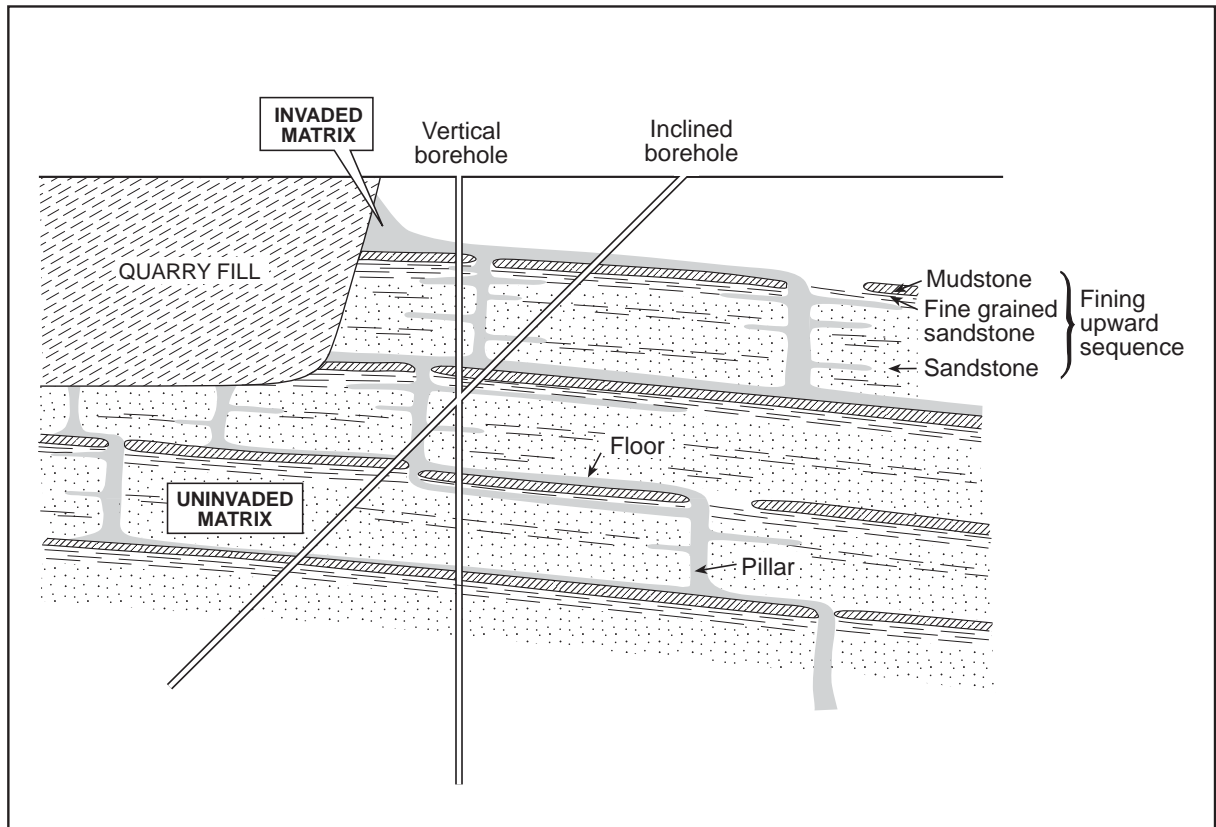 INVADED
MATRIX
Vertical
borehole
Inclined
borehole
QUARRY FILL
Mudstone
Fine grained
sandstone
Sandstone
Fining
upward
sequence
Floor
UNINVADED
MATRIX
Pillar